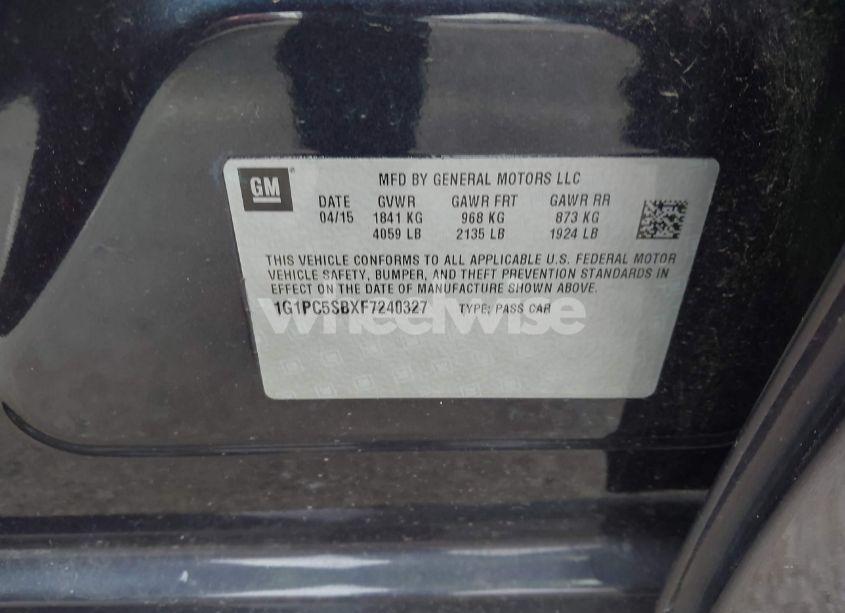 GM
MFD BY GENERAL MOTORS LLC
DATE GVWR GAWR FRT GAWR RR
04/15 1841 KG 968 KG 873 KG
4059 LB 2135 LB 1924 LB
THIS VEHICLE CONFORMS TO ALL APPLICABLE U.S. FEDERAL MOTOR
VEHICLE SAFETY, BUMPER, AND THEFT PREVENTION STANDARDS IN
EFFECT ON THE DATE OF MANUFACTURE SHOWN ABOVE.
1G1PC5SBXF7240327 TYPE: PASS CAR
wheelwise